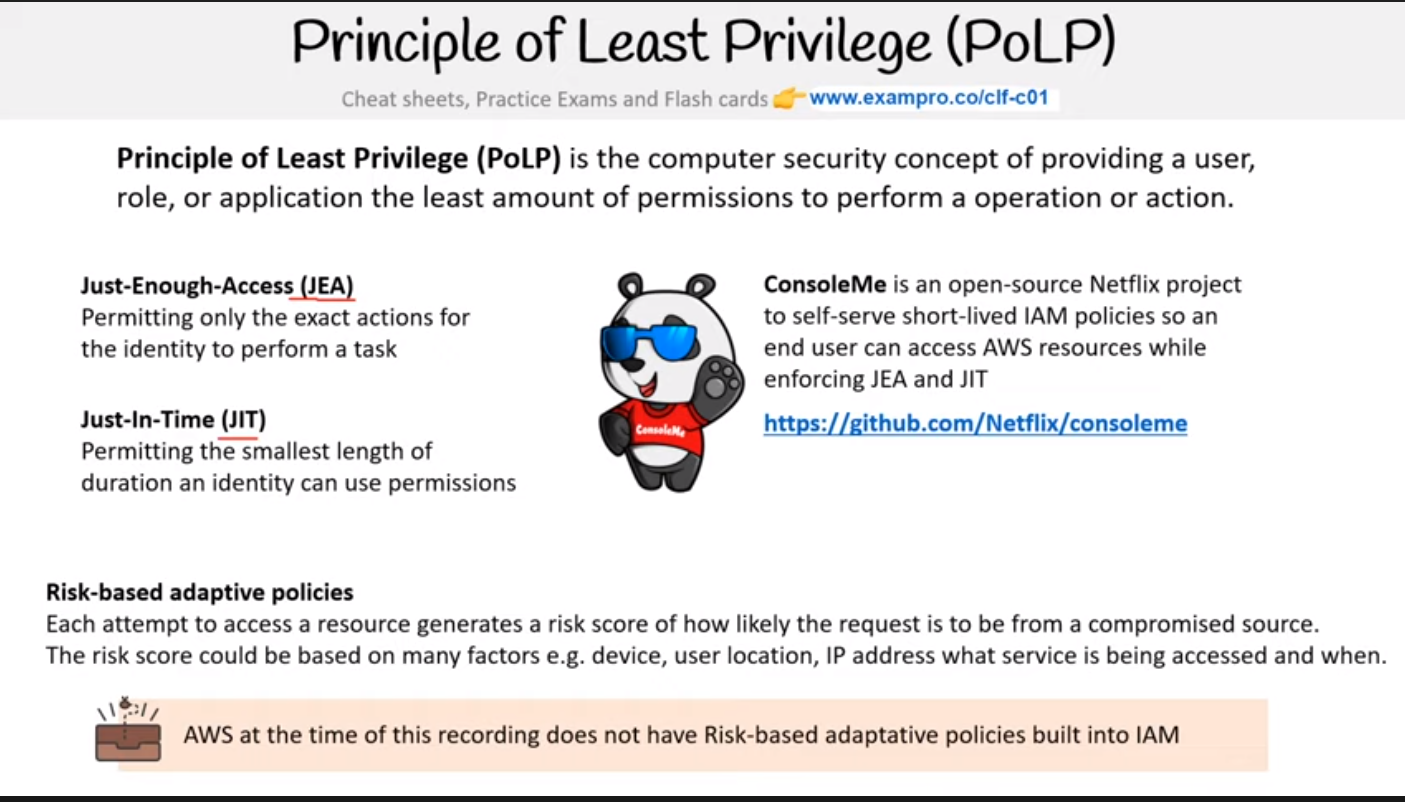 Principle of Least Privilege (PoLP)
Cheat sheets, Practice Exams and Flash cards 👉 www.exampro.co/clf-c01
Principle of Least Privilege (PoLP) is the computer security concept of providing a user,
role, or application the least amount of permissions to perform a operation or action.
Just-Enough-Access (JEA)
Permitting only the exact actions for
the identity to perform a task
Just-In-Time (JIT)
Permitting the smallest length of
duration an identity can use permissions
ConsoleMe
ConsoleMe is an open-source Netflix project
to self-serve short-lived IAM policies so an
end user can access AWS resources while
enforcing JEA and JIT
https://github.com/Netflix/consoleme
Risk-based adaptive policies
Each attempt to access a resource generates a risk score of how likely the request is to be from a compromised source.
The risk score could be based on many factors e.g. device, user location, IP address what service is being accessed and when.
AWS at the time of this recording does not have Risk-based adaptative policies built into IAM